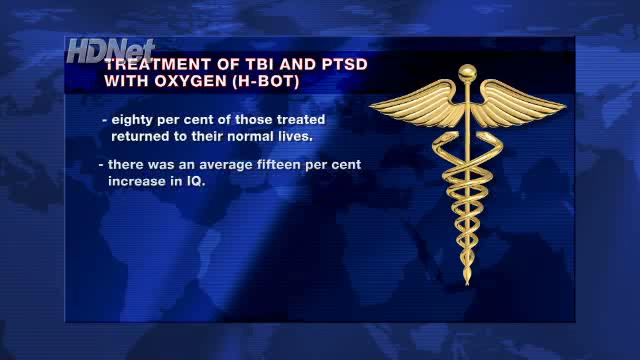 HDNet
TREATMENT OF TBI AND PTSD
WITH OXYGEN (H-BOT)
- eighty per cent of those treated
returned to their normal lives.
- there was an average fifteen per cent
increase in IQ.